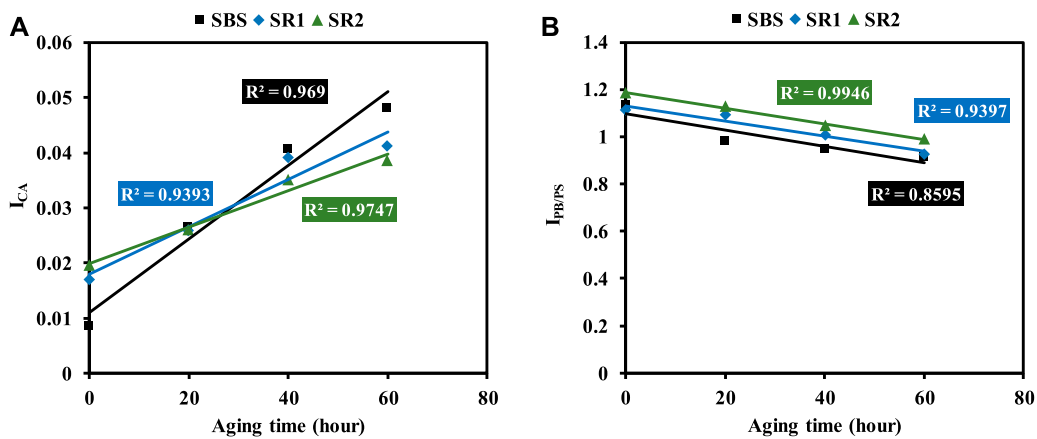 A
SBS SR1 SR2
0.06
0.05
0.04
0.03
0.02
0.01
0
I_CA
R² = 0.969
R² = 0.9393
R² = 0.9747
0 20 40 60 80
Aging time (hour)
B
SBS SR1 SR2
1.4
1.2
1
0.8
0.6
0.4
0.2
0
I_PB/PS
R² = 0.9946
R² = 0.9397
R² = 0.8595
0 20 40 60 80
Aging time (hour)